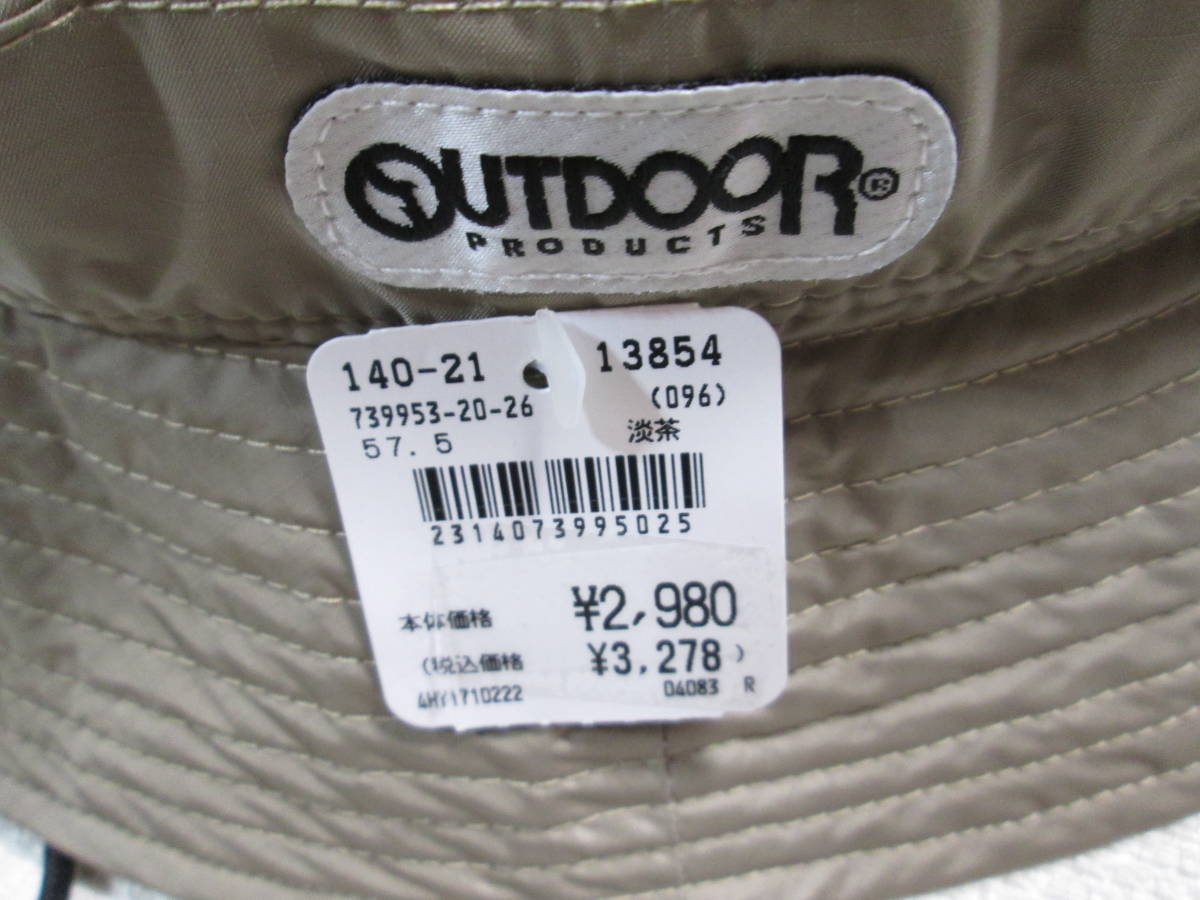 OUTDOOR®
PRODUCTS
140-21 13854
739953-20-26 (096)
57.5 淡茶
2314073995025
本体価格 ¥2,980
(税込価格 ¥3,278)
4HY1710222 04083 R